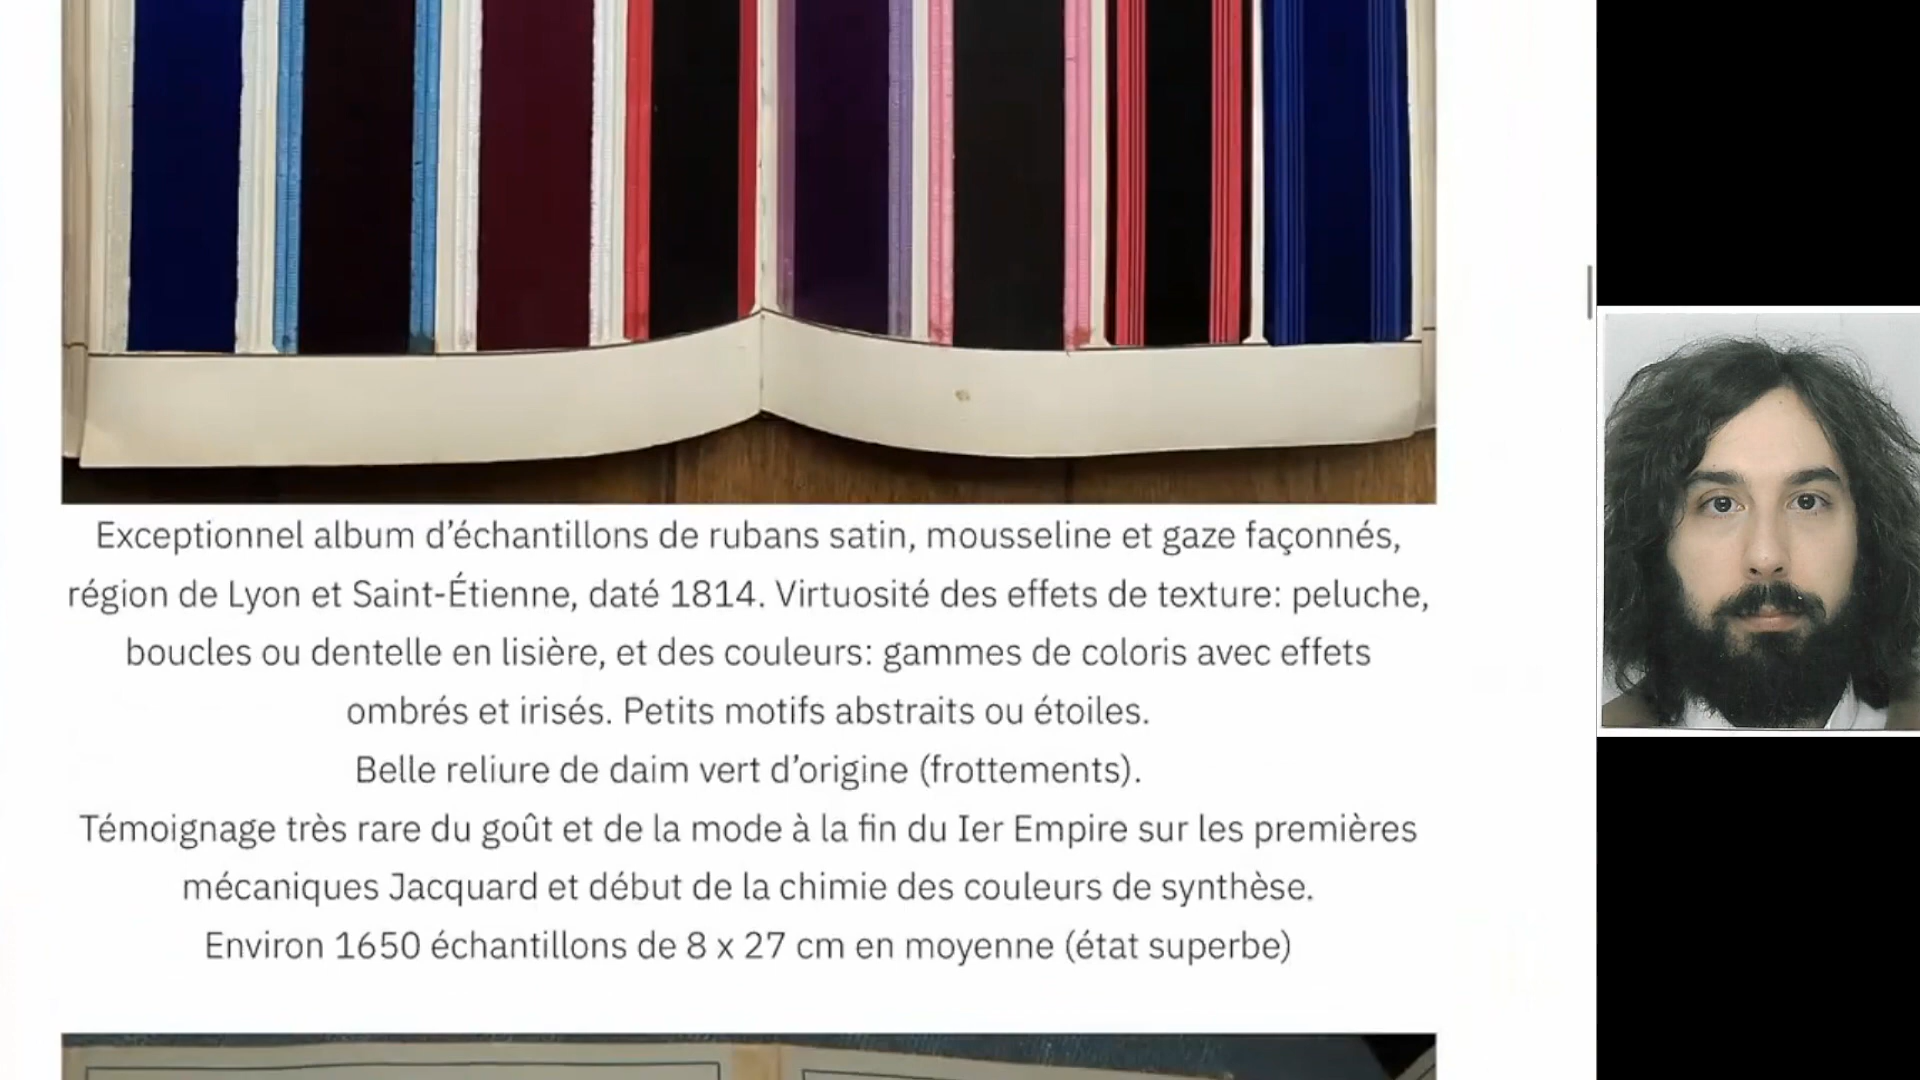 Exceptionnel album d’échantillons de rubans satin, mousseline et gaze façonnés,
région de Lyon et Saint-Étienne, daté 1814. Virtuosité des effets de texture: peluche,
boucles ou dentelle en lisière, et des couleurs: gammes de coloris avec effets
ombrés et irisés. Petits motifs abstraits ou étoiles.
Belle reliure de daim vert d’origine (frottements).
Témoignage très rare du goût et de la mode à la fin du Ier Empire sur les premières
mécaniques Jacquard et début de la chimie des couleurs de synthèse.
Environ 1650 échantillons de 8 x 27 cm en moyenne (état superbe)